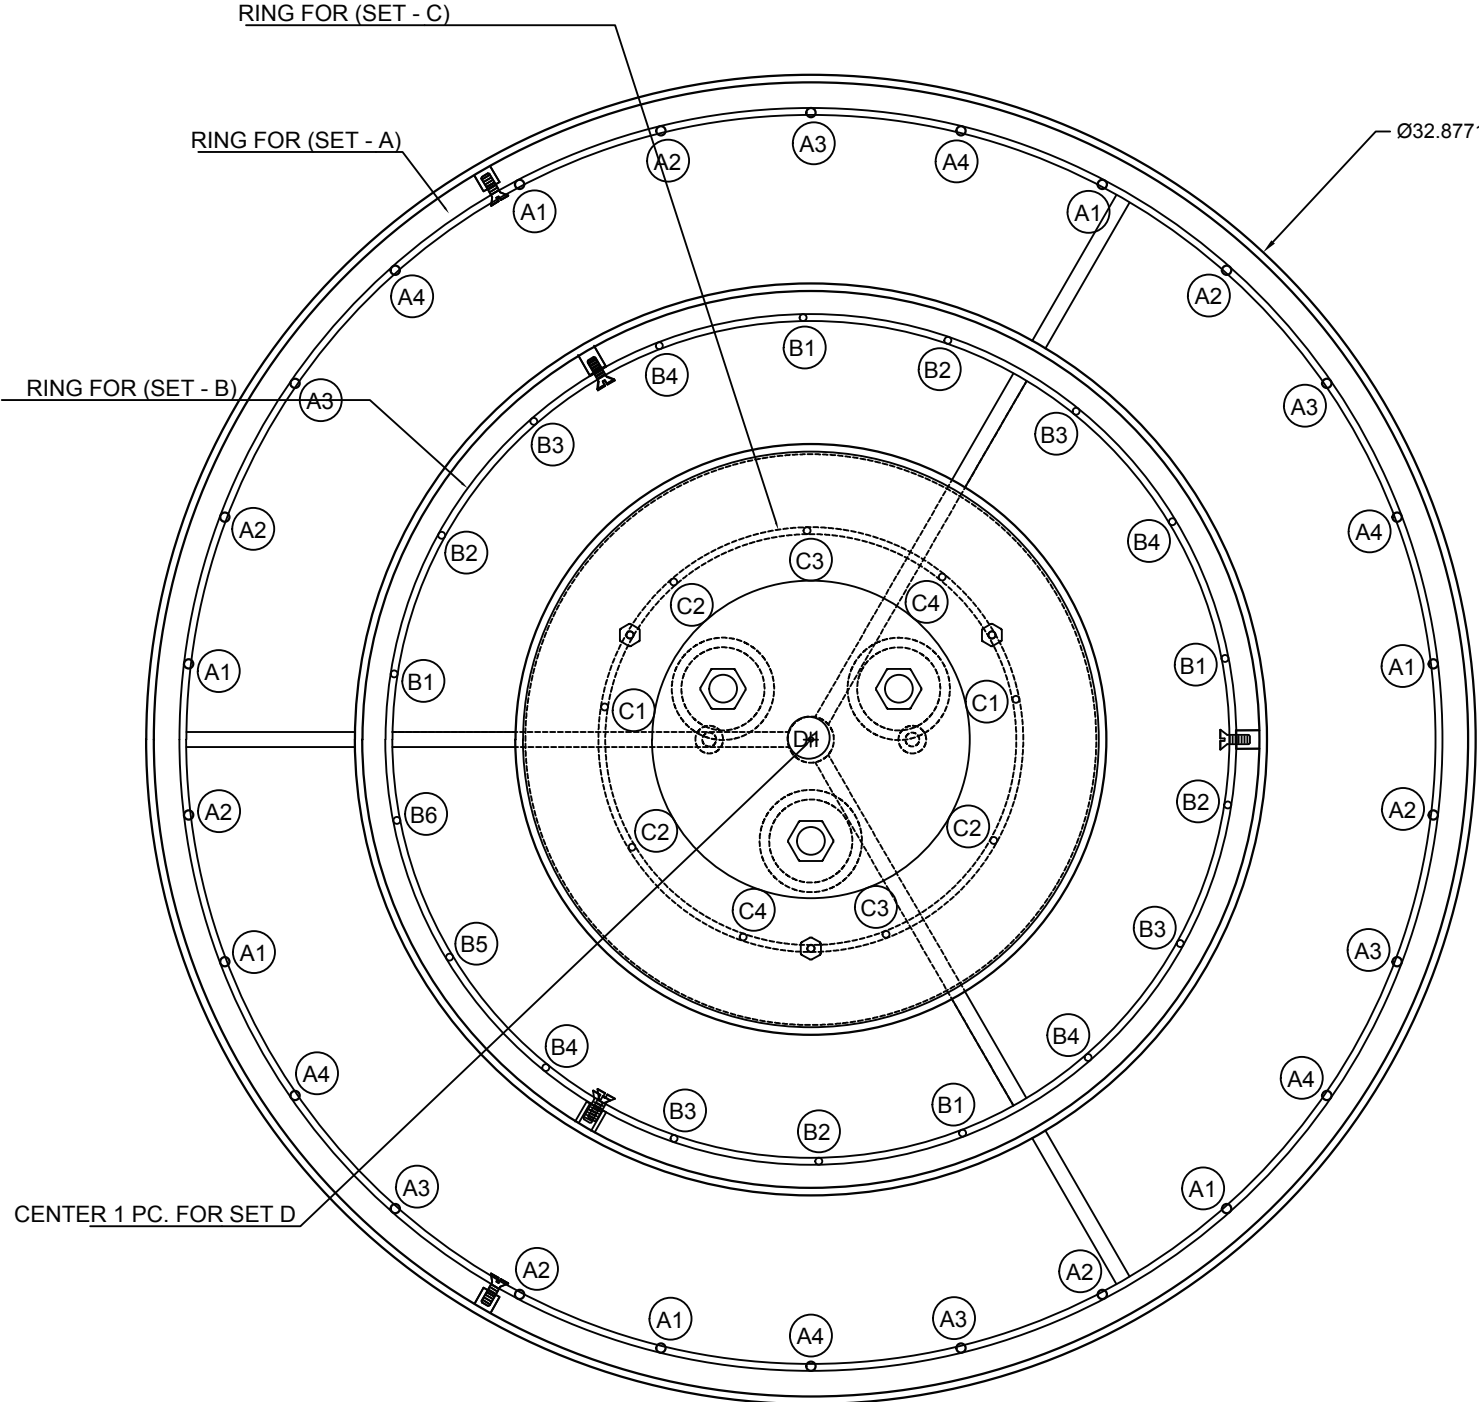 RING FOR (SET - C)
RING FOR (SET - A)
Ø32.8771
A3
A2
A4
A1
A1
A4
A2
B1
B4
B2
RING FOR (SET - B)
A3
A3
B3
B3
A2
A4
B2
B4
C3
C2
C4
A1
B1
B1
A1
C1
C1
D1
A2
B6
B2
A2
C2
C2
C4
C3
A1
B5
B3
A3
B4
B4
A4
A4
B3
B2
B1
A3
A1
CENTER 1 PC. FOR SET D
A2
A2
A1
A4
A3